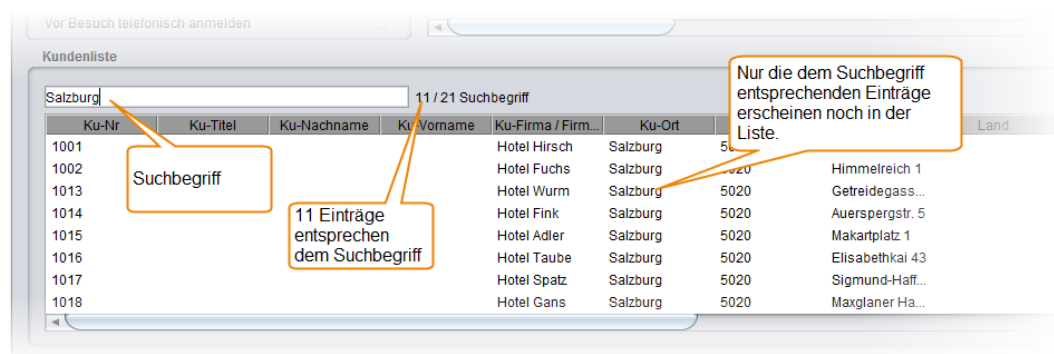 Vor Besuch telefonisch anmelden
Kundenliste
Salzburg
11 / 21 Suchbegriff
Nur die dem Suchbegriff
entsprechenden Einträge
erscheinen noch in der
Liste.
Ku-Nr Ku-Titel Ku-Nachname Ku-Vorname Ku-Firma / Firm... Ku-Ort Land
1001 Hotel Hirsch Salzburg
1002 Hotel Fuchs Salzburg 5020 Himmelreich 1
1013 Hotel Wurm Salzburg 5020 Getreidegass...
1014 Hotel Fink Salzburg 5020 Auerspergstr. 5
1015 Hotel Adler Salzburg 5020 Makartplatz 1
1016 Hotel Taube Salzburg 5020 Elisabethkai 43
1017 Hotel Spatz Salzburg 5020 Sigmund-Haff...
1018 Hotel Gans Salzburg 5020 Maxglaner Ha...
Suchbegriff
11 Einträge
entsprechen
dem Suchbegriff